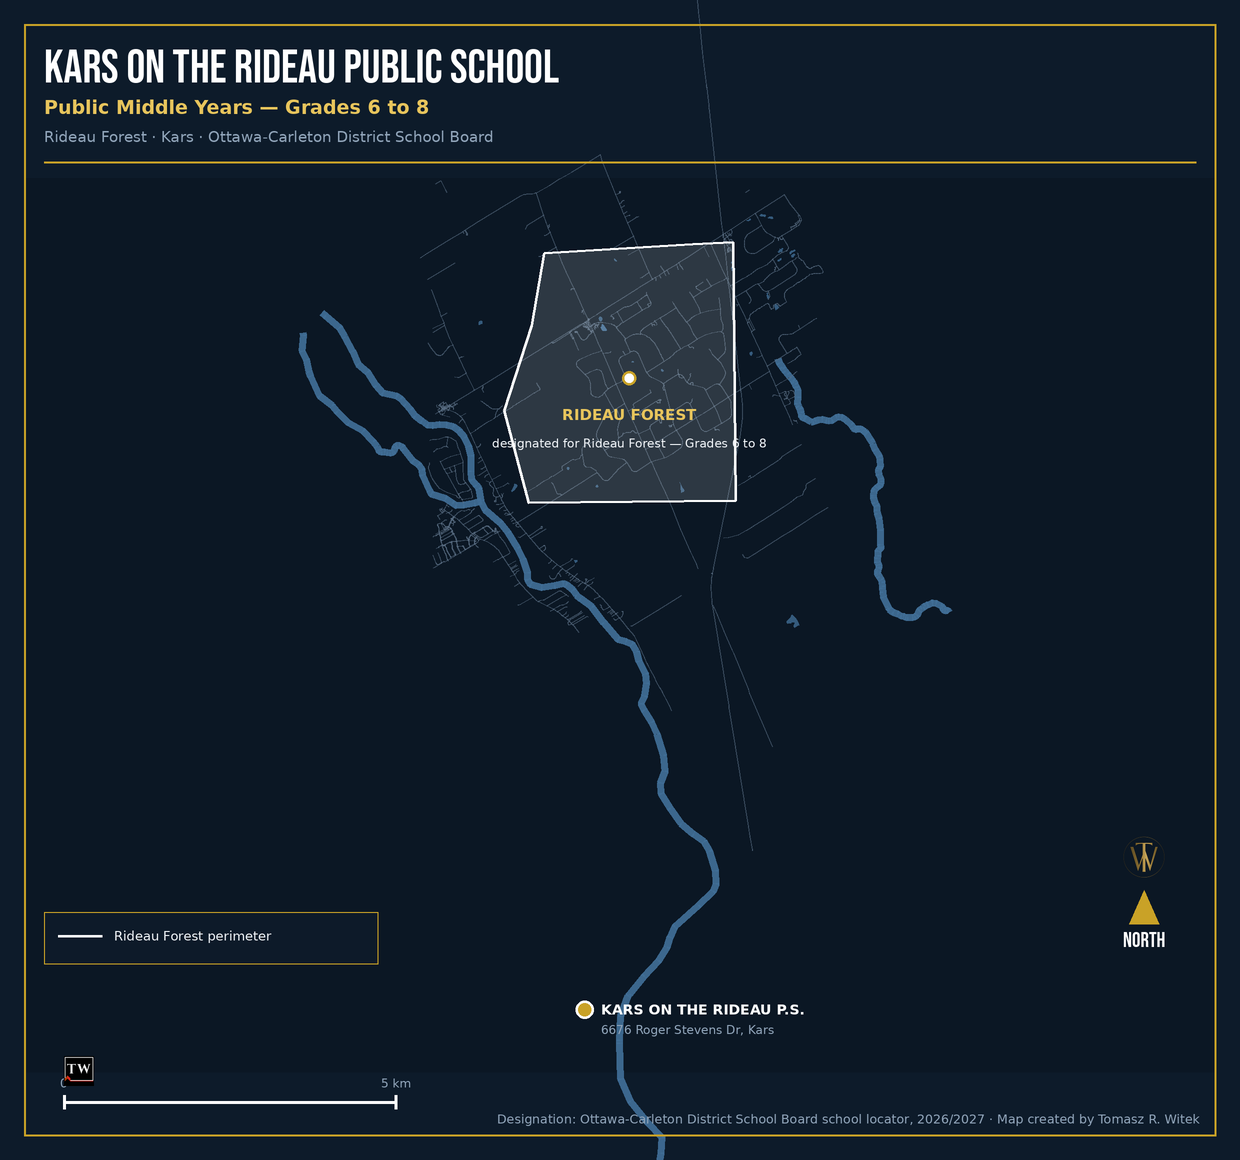 KARS ON THE RIDEAU PUBLIC SCHOOL
Public Middle Years — Grades 6 to 8
Rideau Forest · Kars · Ottawa-Carleton District School Board
RIDEAU FOREST
designated for Rideau Forest — Grades 6 to 8
TW
NORTH
Rideau Forest perimeter
KARS ON THE RIDEAU P.S.
6676 Roger Stevens Dr, Kars
TW
0 5 km
Designation: Ottawa-Carleton District School Board school locator, 2026/2027 · Map created by Tomasz R. Witek